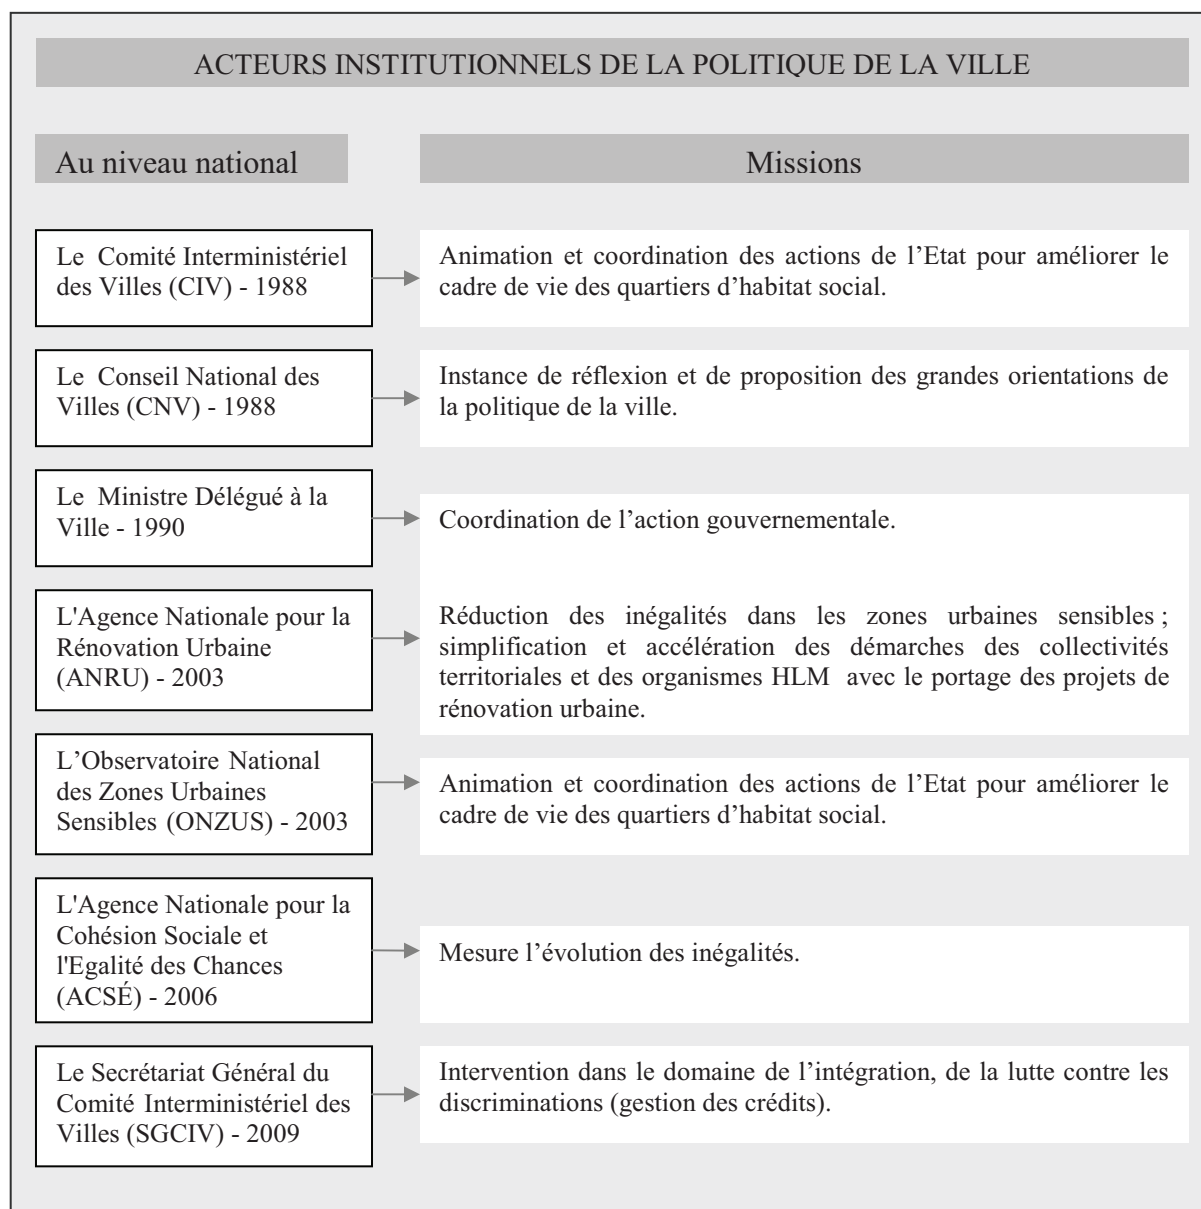 ACTEURS INSTITUTIONNELS DE LA POLITIQUE DE LA VILLE
Au niveau national
Missions
Le Comité Interministériel
des Villes (CIV) - 1988
Animation et coordination des actions de l’Etat pour améliorer le
cadre de vie des quartiers d’habitat social.
Le Conseil National des
Villes (CNV) - 1988
Instance de réflexion et de proposition des grandes orientations de
la politique de la ville.
Le Ministre Délégué à la
Ville - 1990
Coordination de l’action gouvernementale.
L'Agence Nationale pour la
Rénovation Urbaine
(ANRU) - 2003
Réduction des inégalités dans les zones urbaines sensibles ;
simplification et accélération des démarches des collectivités
territoriales et des organismes HLM avec le portage des projets de
rénovation urbaine.
L’Observatoire National
des Zones Urbaines
Sensibles (ONZUS) - 2003
Animation et coordination des actions de l’Etat pour améliorer le
cadre de vie des quartiers d’habitat social.
L'Agence Nationale pour la
Cohésion Sociale et
l'Egalité des Chances
(ACSÉ) - 2006
Mesure l’évolution des inégalités.
Le Secrétariat Général du
Comité Interministériel des
Villes (SGCIV) - 2009
Intervention dans le domaine de l’intégration, de la lutte contre les
discriminations (gestion des crédits).